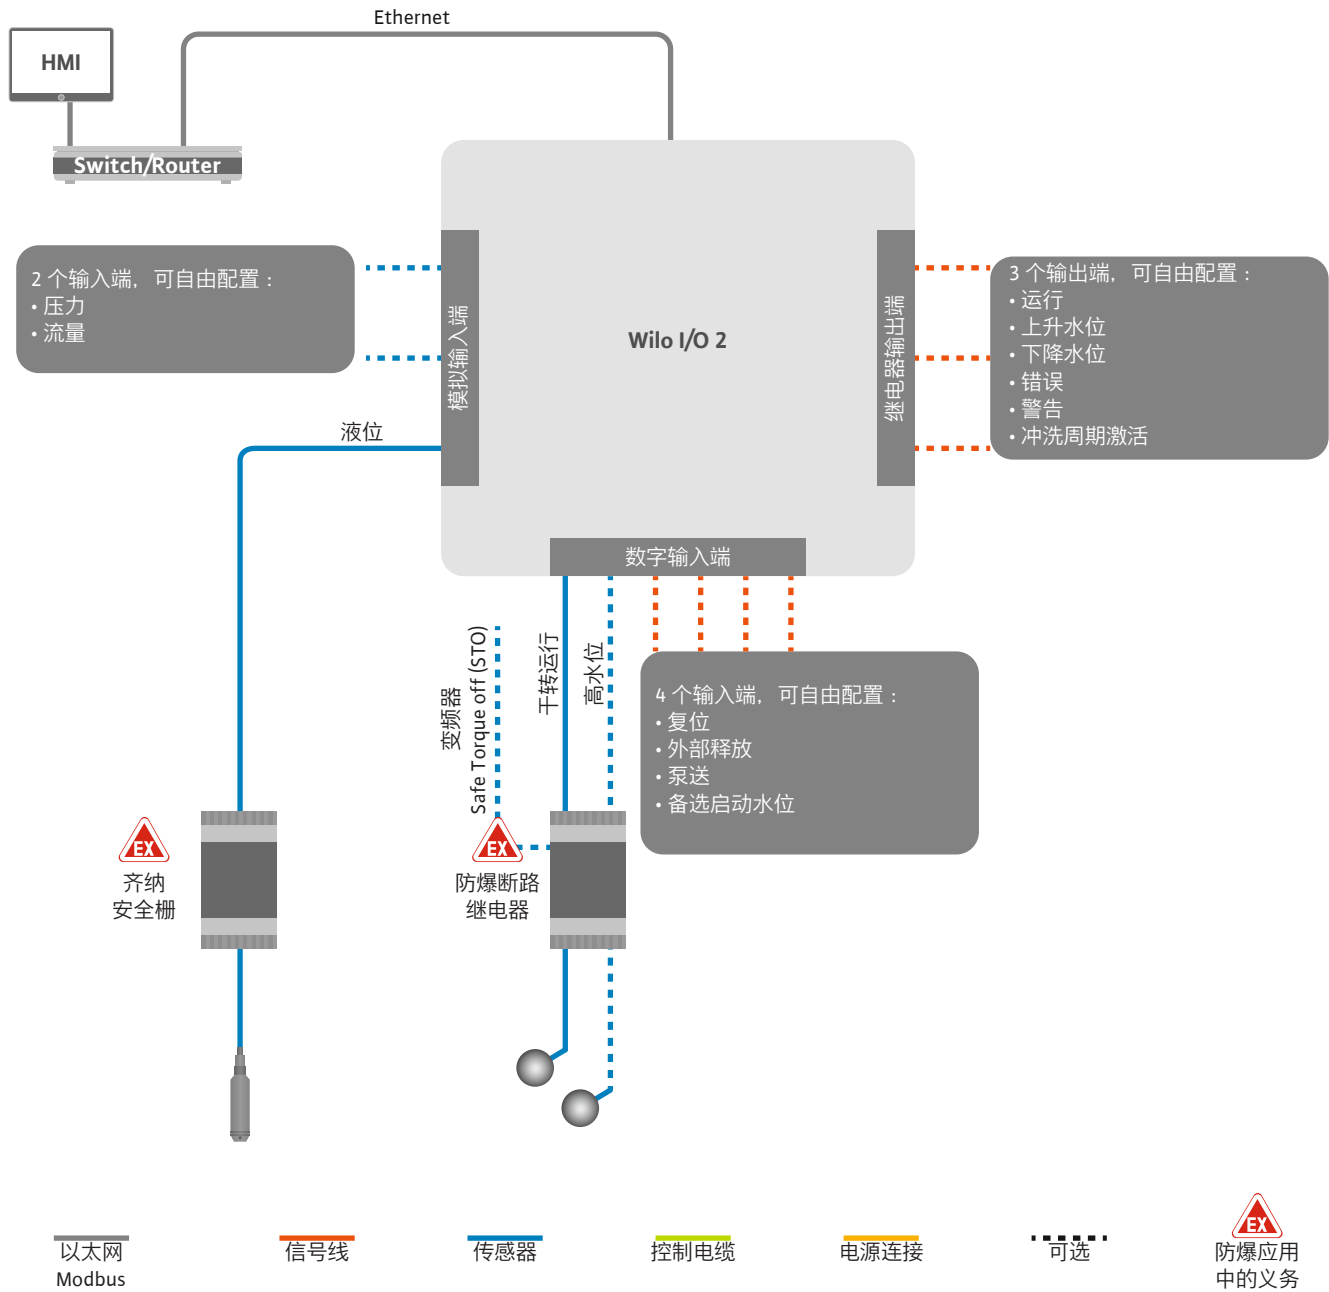 Ethernet
HMI
Switch/Router
2 个输入端，可自由配置：
• 压力
• 流量
模拟输入端
Wilo I/O 2
继电器输出端
3 个输出端，可自由配置：
• 运行
• 上升水位
• 下降水位
• 错误
• 警告
• 冲洗周期激活
液位
数字输入端
变频器
Safe Torque off (STO)
干转运行
高水位
4 个输入端，可自由配置：
• 复位
• 外部释放
• 泵送
• 备选启动水位
EX
齐纳
安全栅
EX
防爆断路
继电器
以太网
Modbus
信号线
传感器
控制电缆
电源连接
可选
EX
防爆应用
中的义务